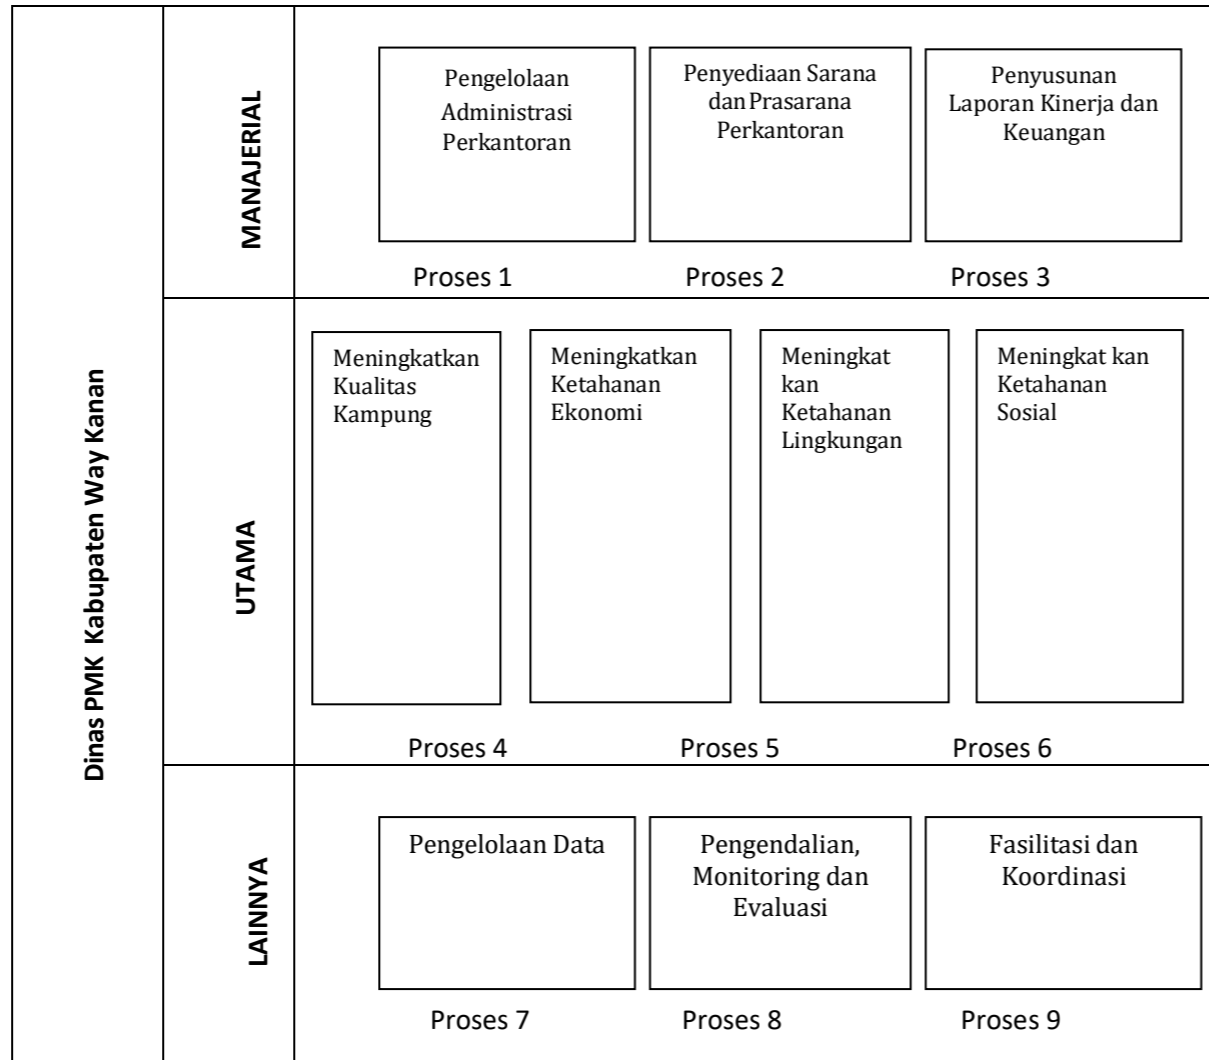 Dinas PMK Kabupaten Way Kanan
MANAJERIAL
Pengelolaan
Administrasi
Perkantoran
Penyediaan Sarana
dan Prasarana
Perkantoran
Penyusunan
Laporan Kinerja dan
Keuangan
Proses 1
Proses 2
Proses 3
UTAMA
Meningkatkan
Kualitas
Kampung
Meningkatkan
Ketahanan
Ekonomi
Meningkat
kan
Ketahanan
Lingkungan
Meningkat kan
Ketahanan
Sosial
Proses 4
Proses 5
Proses 6
LAINNYA
Pengelolaan Data
Pengendalian,
Monitoring dan
Evaluasi
Fasilitasi dan
Koordinasi
Proses 7
Proses 8
Proses 9